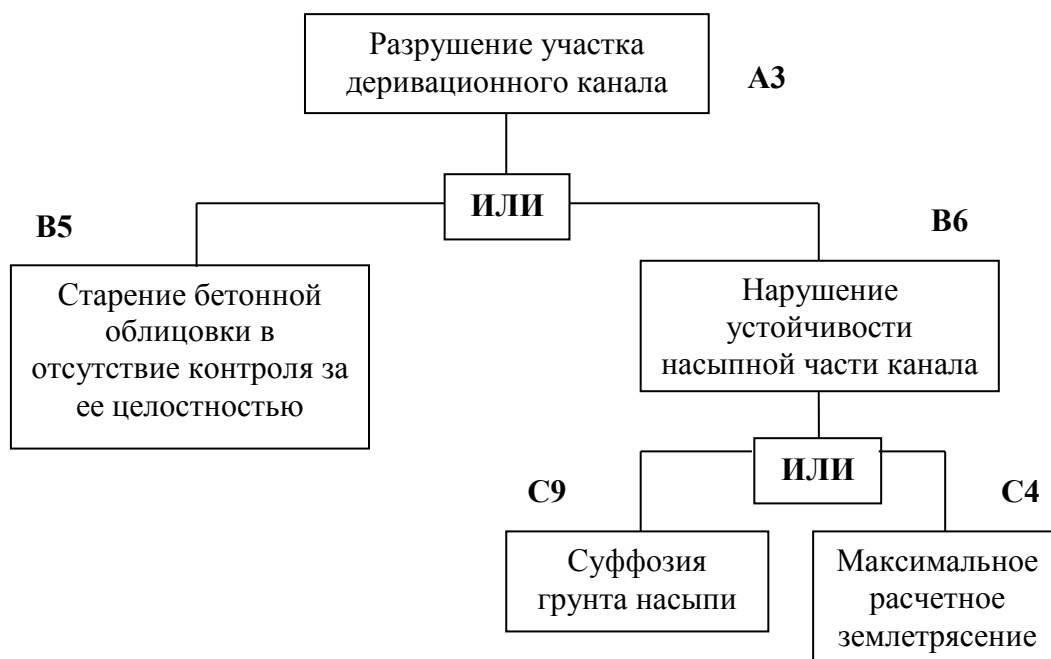 Разрушение участка
деривационного канала
А3
ИЛИ
В5
В6
Старение бетонной
облицовки в
отсутствие контроля за
ее целостностью
Нарушение
устойчивости
насыпной части канала
ИЛИ
С9
С4
Суффозия
грунта насыпи
Максимальное
расчетное
землетрясение